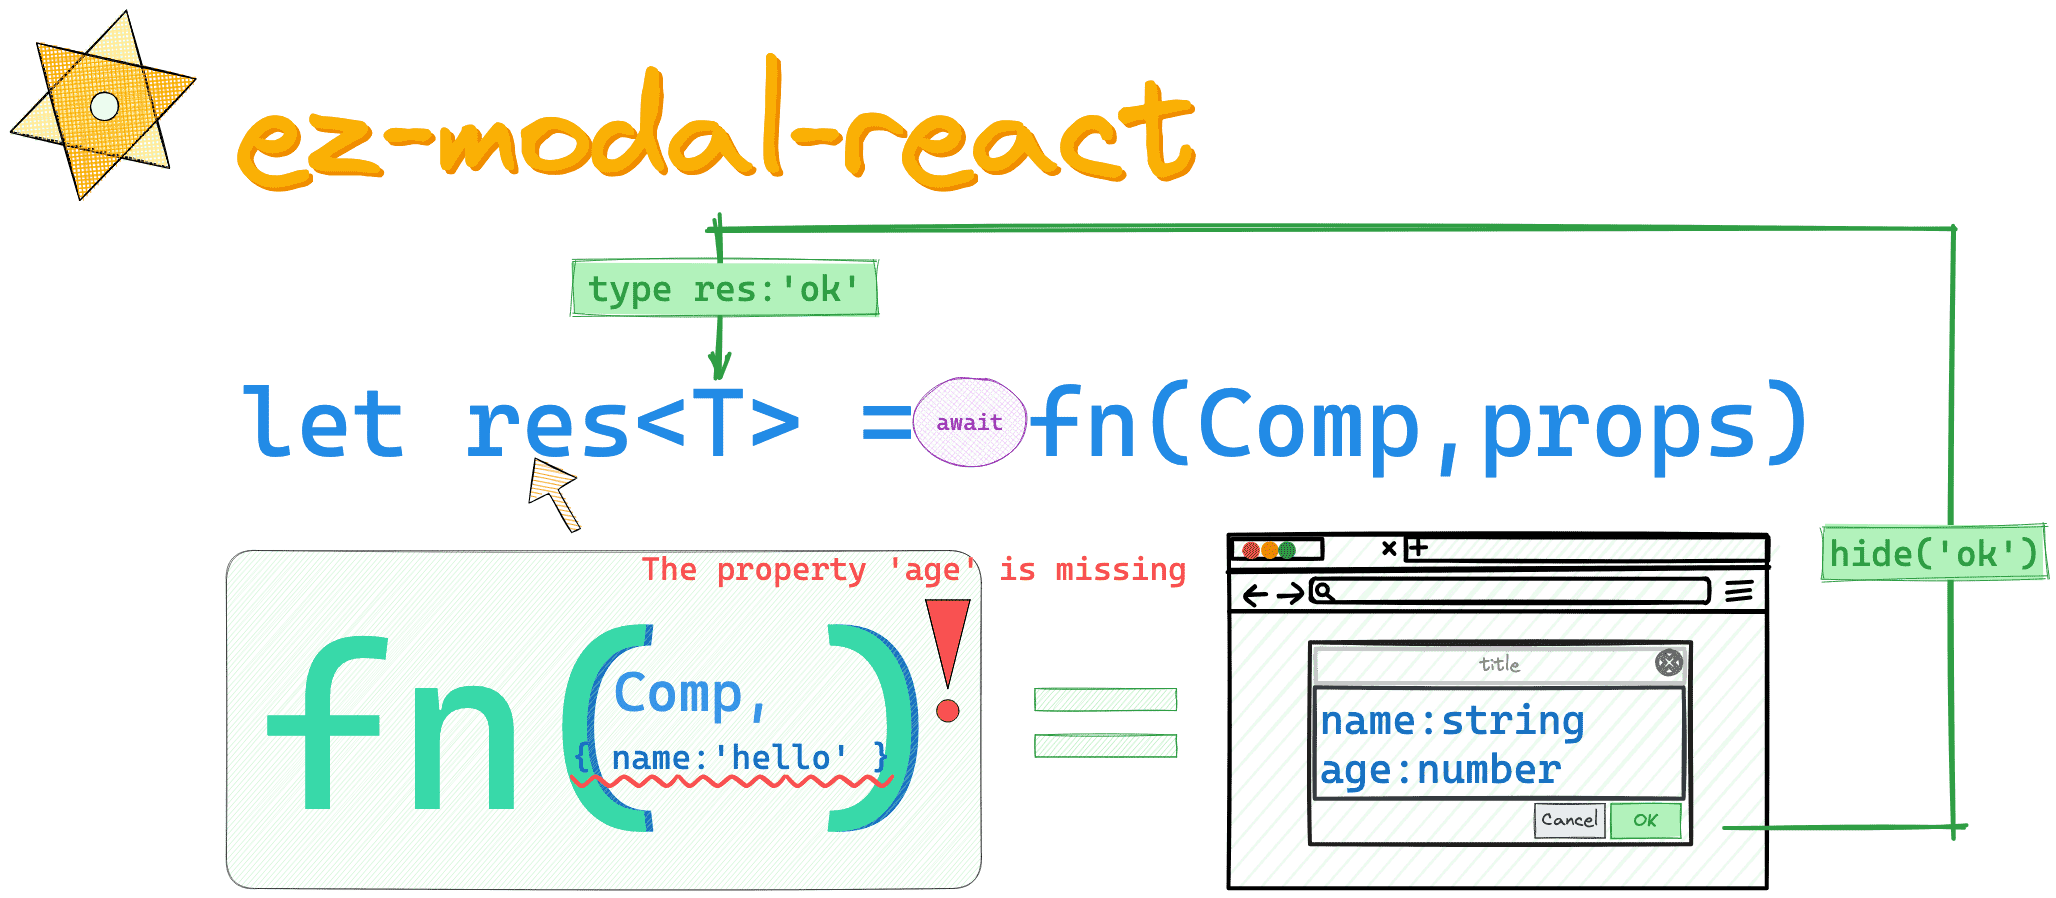 ez-modal-react
type res:'ok'
let res<T> = await fn(Comp,props)
hide('ok')
The property 'age' is missing
fn(
Comp,
{ name:'hello' }
)
title
name:string
age:number
Cancel
OK